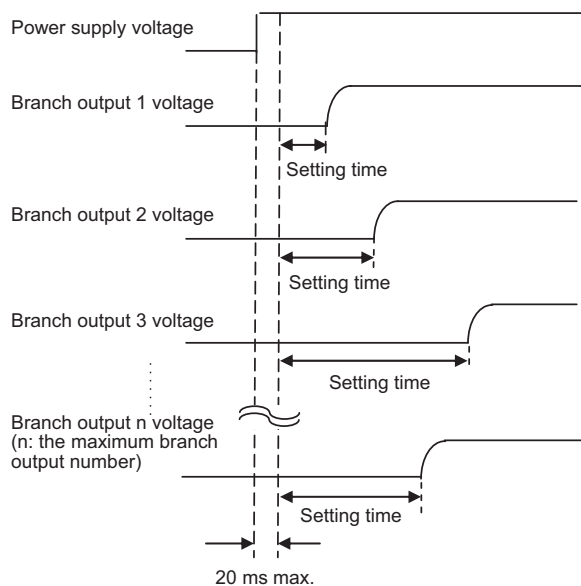 Power supply voltage
Branch output 1 voltage
Setting time
Branch output 2 voltage
Setting time
Branch output 3 voltage
Setting time
Branch output n voltage
(n: the maximum branch
output number)
Setting time
20 ms max.